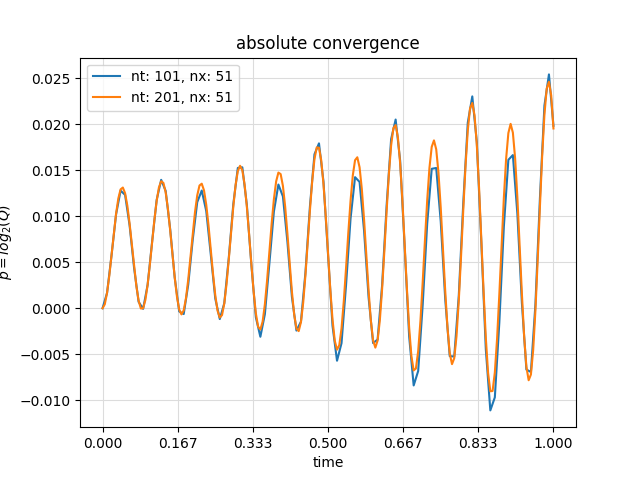 absolute convergence
nt: 101, nx: 51
nt: 201, nx: 51
0.025
0.020
0.015
0.010
0.005
0.000
−0.005
−0.010
p = log₂(Q)
0.000 0.167 0.333 0.500 0.667 0.833 1.000
time